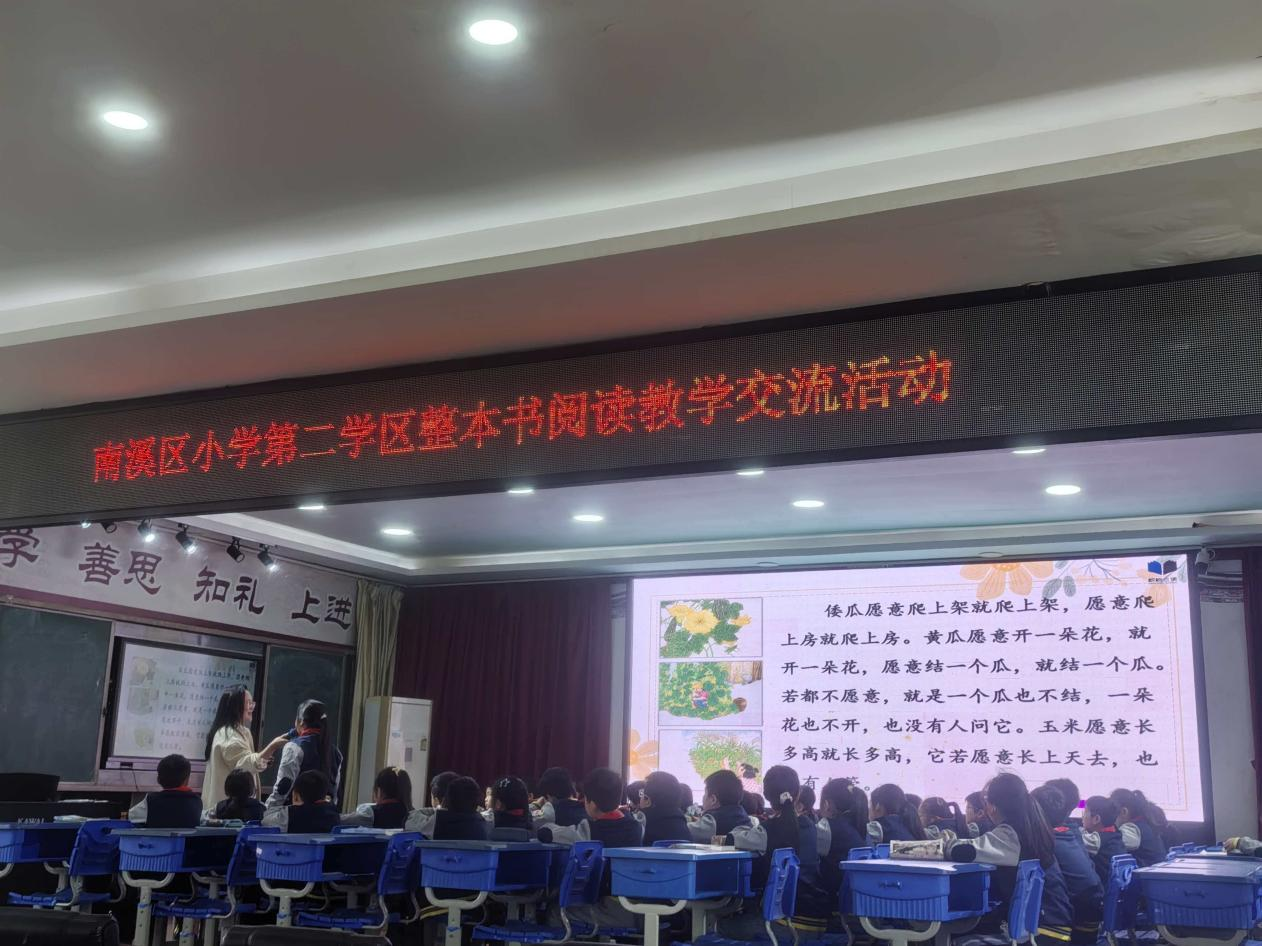 南溪区小学第二学区整本书阅读教学交流活动
学 善思 知礼 上进
倭瓜愿意爬上架就爬上架，愿意爬
上房就爬上房。黄瓜愿意开一朵花，就
开一朵花，愿意结一个瓜，就结一个瓜。
若都不愿意，就是一个瓜也不结，一朵
花也不开，也没有人问它。玉米愿意长
多高就长多高，它若愿意长上天去，也
KAWAI